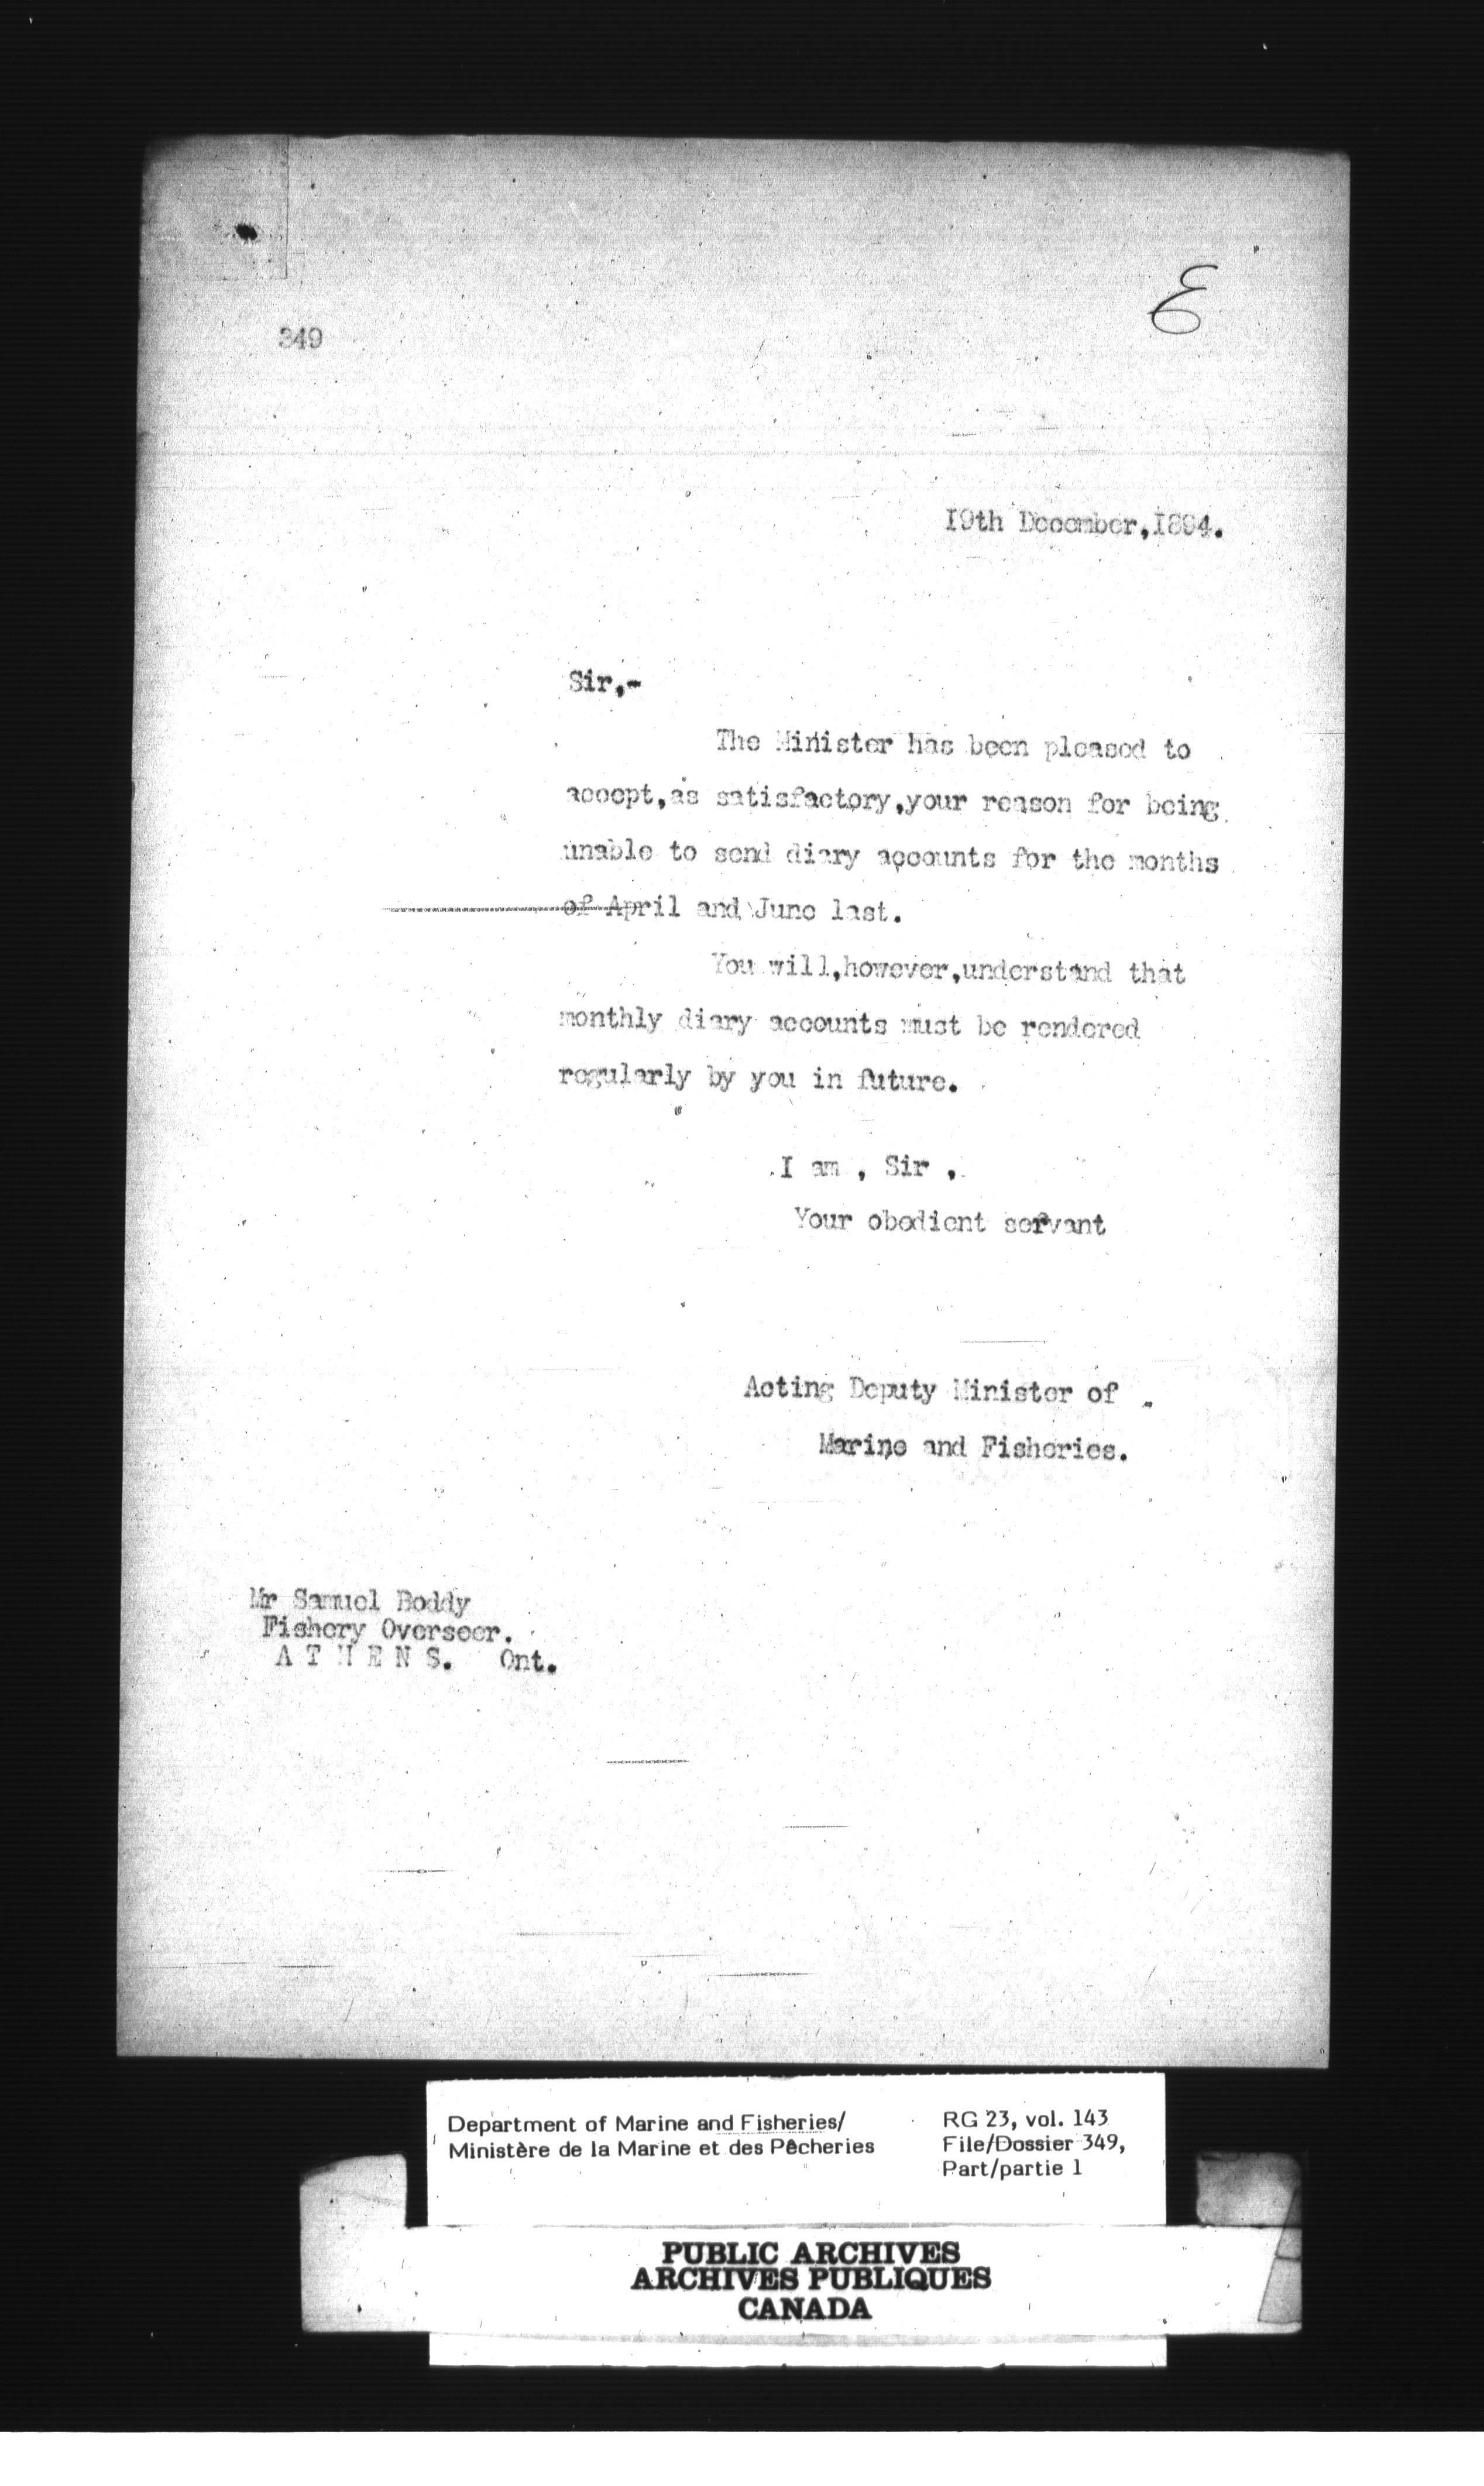 E
349
I9th December,I894.
Sir,-
The Minister has been pleased to
accept,as satisfactory,your reason for being
unable to send diary accounts for the months
of April and June last.
You will,however,understand that
monthly diary accounts must be rendered
regularly by you in future.
I am , Sir ,
Your obedient servant
Acting Deputy Minister of
Marine and Fisheries.
Mr Samuel Boddy
Fishery Overseer.
A T H E N S. Ont.
Department of Marine and Fisheries/
Ministère de la Marine et des Pêcheries
RG 23, vol. 143
File/Dossier 349,
Part/partie 1
PUBLIC ARCHIVES
ARCHIVES PUBLIQUES
CANADA